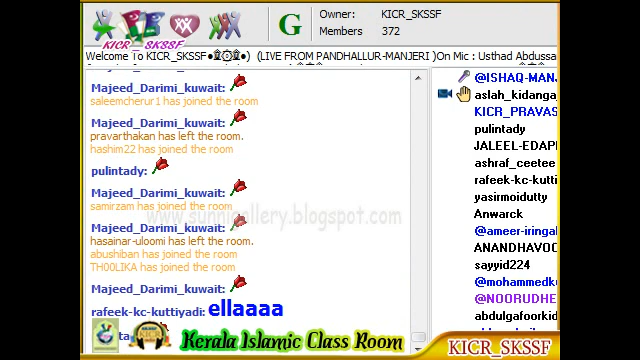 Owner: KICR_SKSSF
G
Members 372
KICR_SKSSF
Welcome To KICR_SKSSF (LIVE FROM PANDHALLUR-MANJERI )On Mic : Usthad Abdussa
Majeed_Darimi_kuwait:
saleemcherur1 has joined the room
Majeed_Darimi_kuwait:
pravarthakan has left the room.
hashim22 has joined the room
pulintady:
Majeed_Darimi_kuwait:
samirzam has joined the room
www.sunnigallery.blogspot.com
Majeed_Darimi_kuwait:
hasainar-uloomi has left the room.
abushiban has joined the room
TH00LIKA has joined the room
Majeed_Darimi_kuwait:
rafeek-kc-kuttiyadi: ellaaaa
@ISHAQ-MANJ
aslah_kidanga
KICR_PRAVAS
pulintady
JALEEL-EDAP
ashraf_ceetee
rafeek-kc-kutti
yasirmoidutty
Anwarck
@ameer-iringal
ANANDHAVOO
sayyid224
@mohammedku
@NOORUDHE
abdulgafoorkid
Kerala Islamic Class Room
KICR_SKSSF